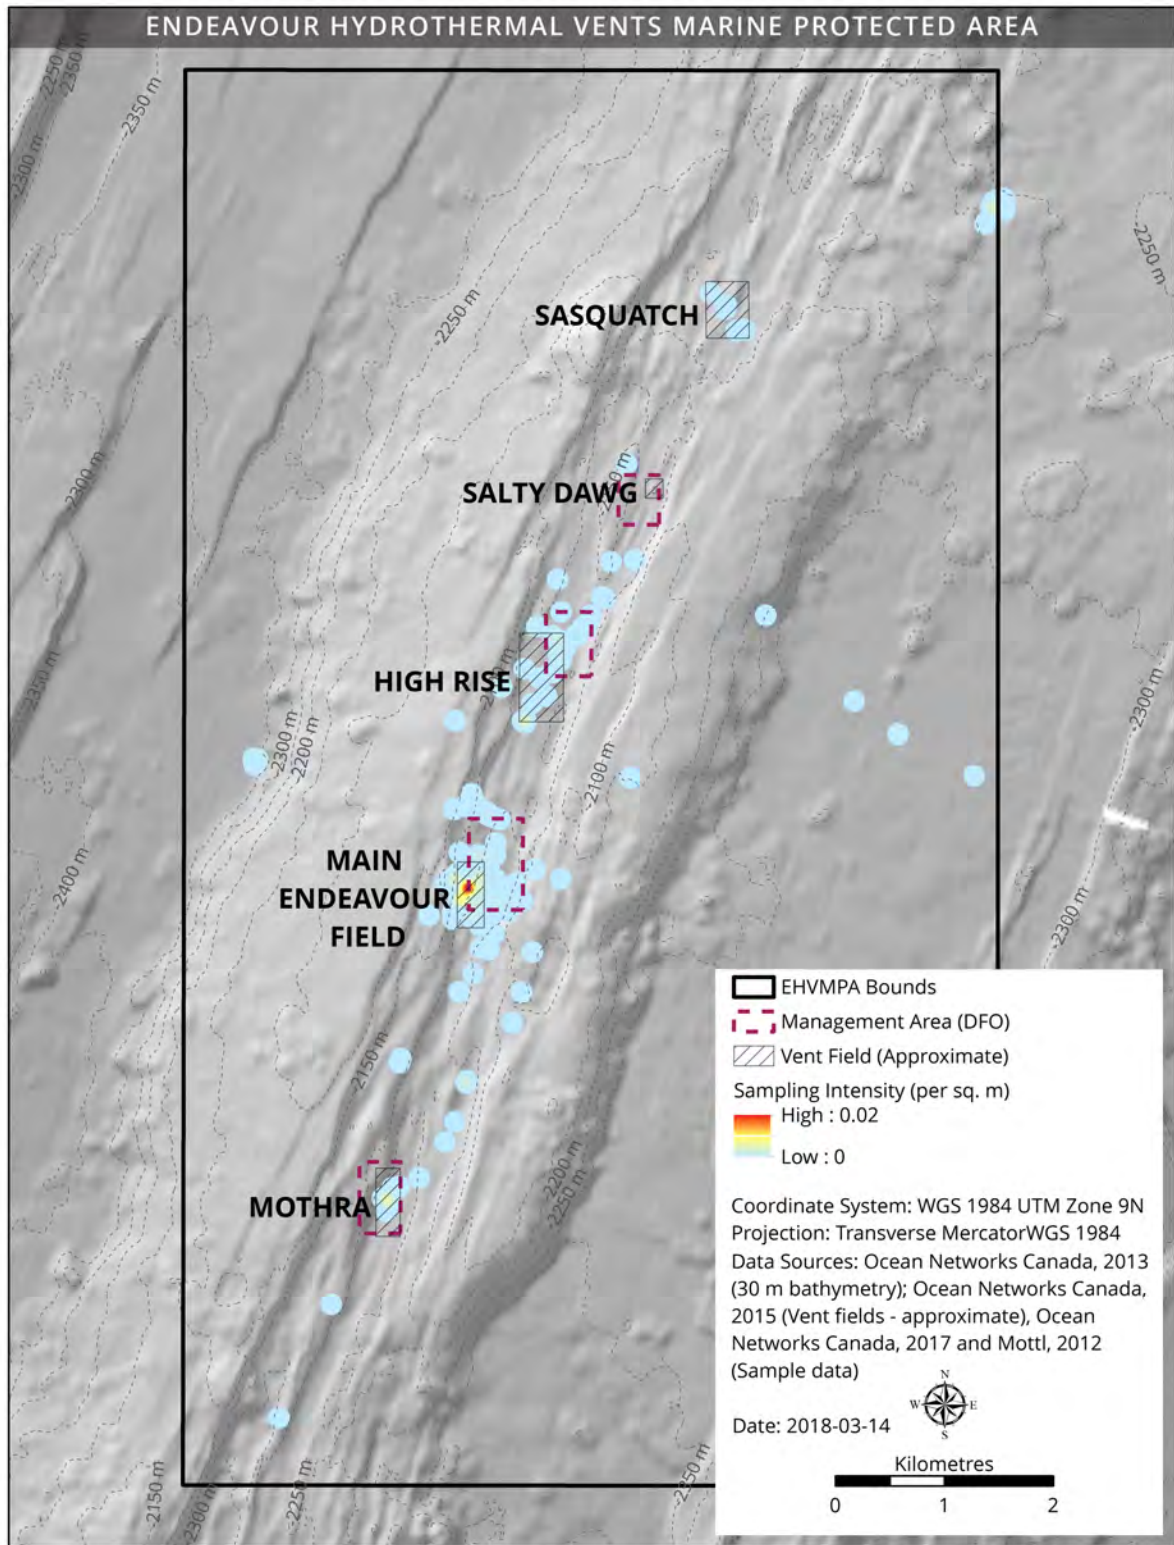 ENDEAVOUR HYDROTHERMAL VENTS MARINE PROTECTED AREA
2250 m
2350 m
2350 m
2300 m
2250 m
2250 m
SASQUATCH
2300 m
SALTY DAWG
2350 m
HIGH RISE
2300 m
2300 m
2200 m
2100 m
2400 m
MAIN
ENDEAVOUR
FIELD
2300 m
2150 m
MOTHRA
2200 m
2250 m
EHVMPA Bounds
Management Area (DFO)
Vent Field (Approximate)
Sampling Intensity (per sq. m)
High : 0.02
Low : 0
Coordinate System: WGS 1984 UTM Zone 9N
Projection: Transverse MercatorWGS 1984
Data Sources: Ocean Networks Canada, 2013
(30 m bathymetry); Ocean Networks Canada,
2015 (Vent fields - approximate), Ocean
Networks Canada, 2017 and Mottl, 2012
(Sample data)
N
W E
S
Date: 2018-03-14
Kilometres
0 1 2
2150 m
2300 m
2250 m
2350 m